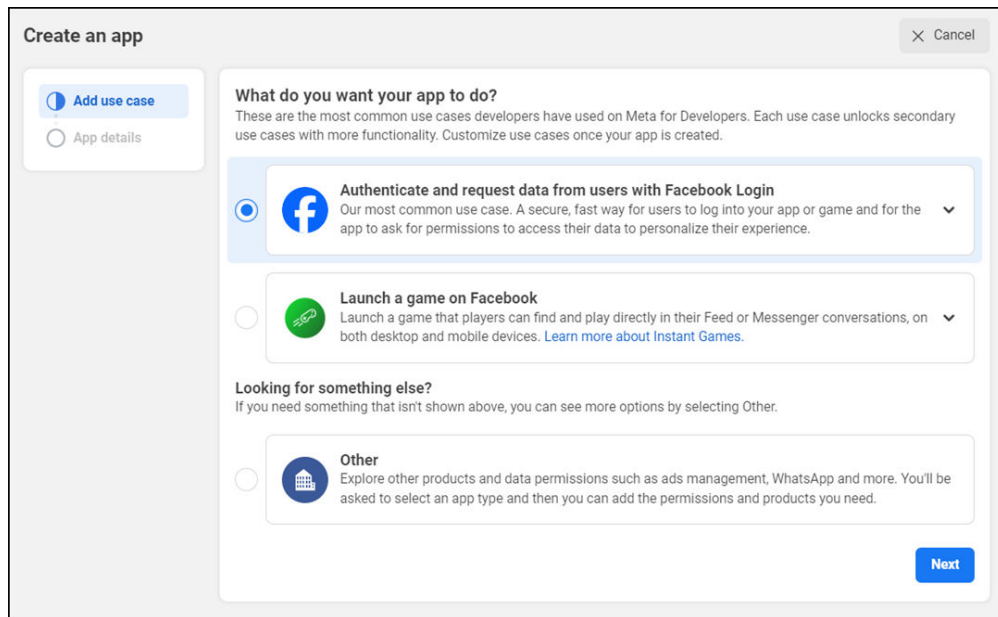 Create an app
Cancel
Add use case
App details
What do you want your app to do?
These are the most common use cases developers have used on Meta for Developers. Each use case unlocks secondary
use cases with more functionality. Customize use cases once your app is created.
Authenticate and request data from users with Facebook Login
Our most common use case. A secure, fast way for users to log into your app or game and for the
app to ask for permissions to access their data to personalize their experience.
Launch a game on Facebook
Launch a game that players can find and play directly in their Feed or Messenger conversations, on
both desktop and mobile devices. Learn more about Instant Games.
Looking for something else?
If you need something that isn't shown above, you can see more options by selecting Other.
Other
Explore other products and data permissions such as ads management, WhatsApp and more. You'll be
asked to select an app type and then you can add the permissions and products you need.
Next